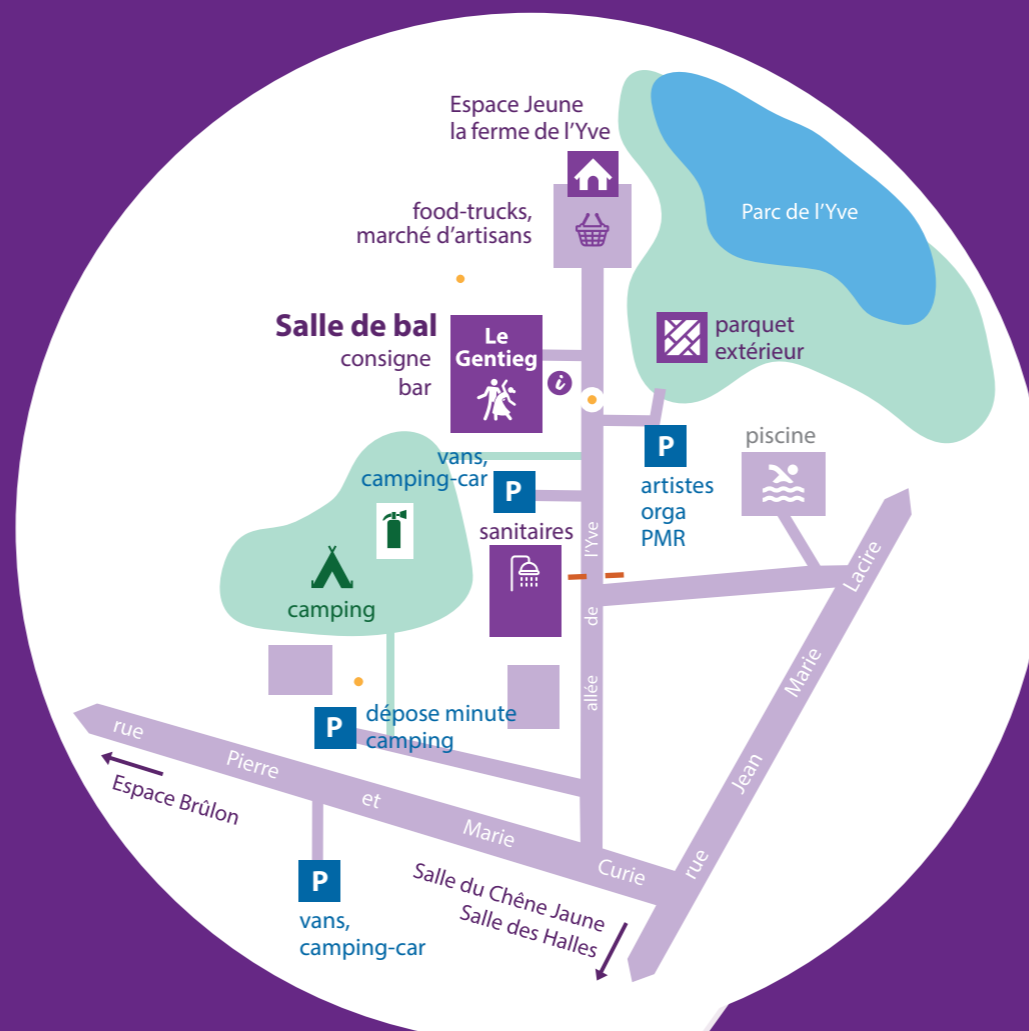 Espace Jeune
la ferme de l'Yve
food-trucks,
marché d'artisans
Parc de l'Yve
Salle de bal
consigne
bar
Le
Gentieg
i
parquet
extérieur
vans,
camping-car
P
sanitaires
P
artistes
orga
PMR
piscine
camping
allée de l'Yve
rue Jean Marie Lacire
P
dépose minute
camping
rue Pierre et Marie Curie
Espace Brûlon
P
vans,
camping-car
Salle du Chêne Jaune
Salle des Halles